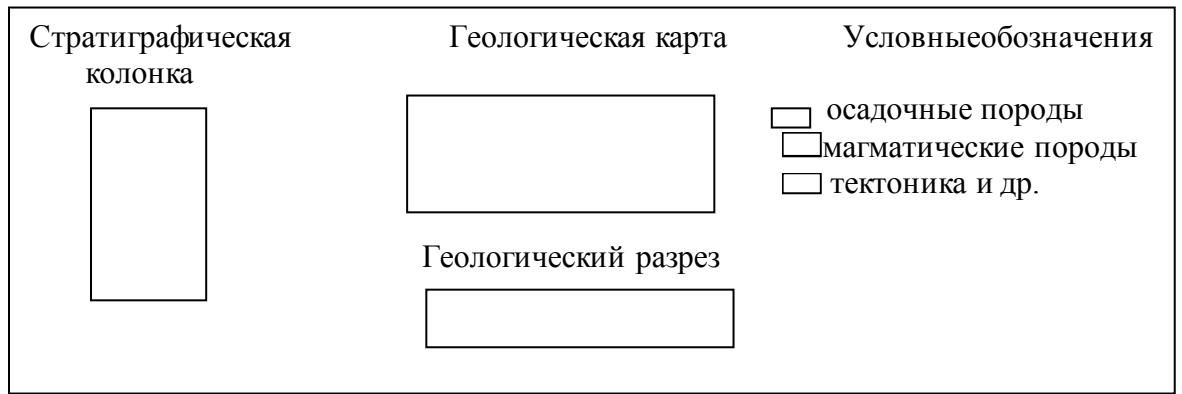 Стратиграфическая
колонка
Геологическая карта
Условныеобозначения
осадочные породы
магматические породы
тектоника и др.
Геологический разрез